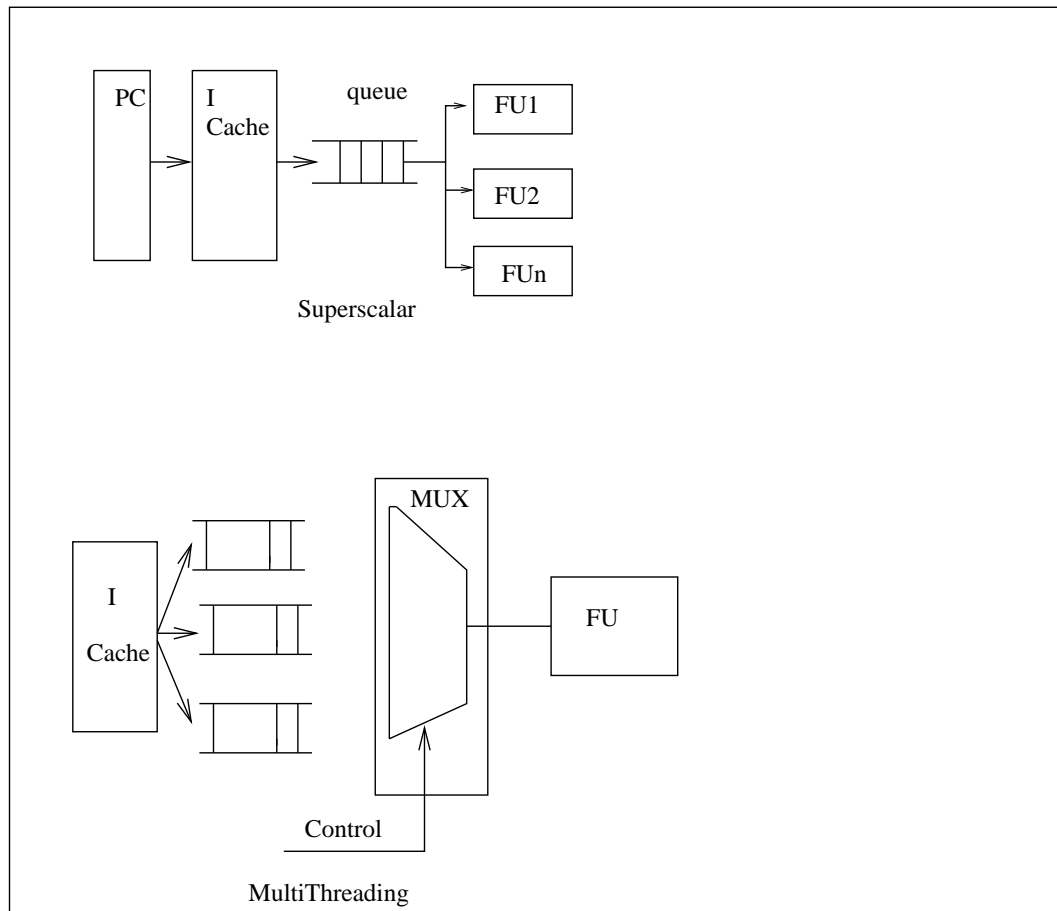 PC
I
Cache
queue
FU1
FU2
FUn
Superscalar
MUX
I
Cache
FU
Control
MultiThreading